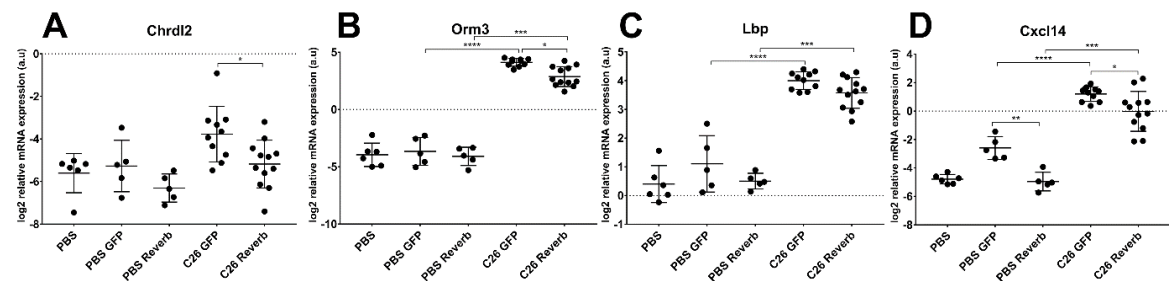 A
Chrdl2
log2 relative mRNA expression (a.u)
0
-2
-4
-6
-8
*
PBS
PBS GFP
PBS Reverb
C26 GFP
C26 Reverb
B
Orm3
log2 relative mRNA expression (a.u)
5
0
-5
-10
***
****
*
PBS
PBS GFP
PBS Reverb
C26 GFP
C26 Reverb
C
Lbp
log2 relative mRNA expression (a.u)
5
4
3
2
1
0
-1
***
****
PBS
PBS GFP
PBS Reverb
C26 GFP
C26 Reverb
D
Cxcl14
log2 relative mRNA expression (a.u)
4
2
0
-2
-4
-6
-8
***
****
*
**
PBS
PBS GFP
PBS Reverb
C26 GFP
C26 Reverb